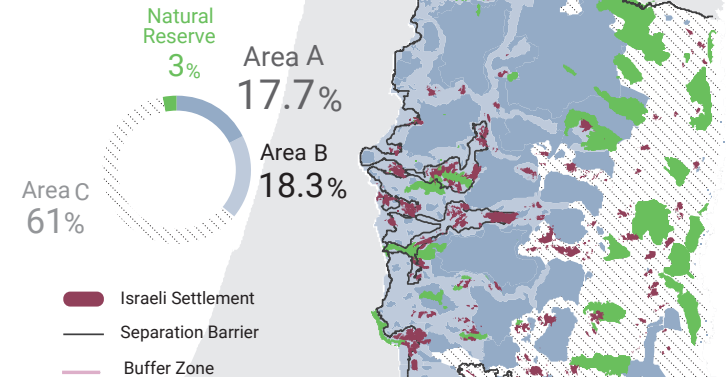 Natural
Reserve
3%
Area A
17.7%
Area B
18.3%
Area C
61%
Israeli Settlement
Separation Barrier
Buffer Zone